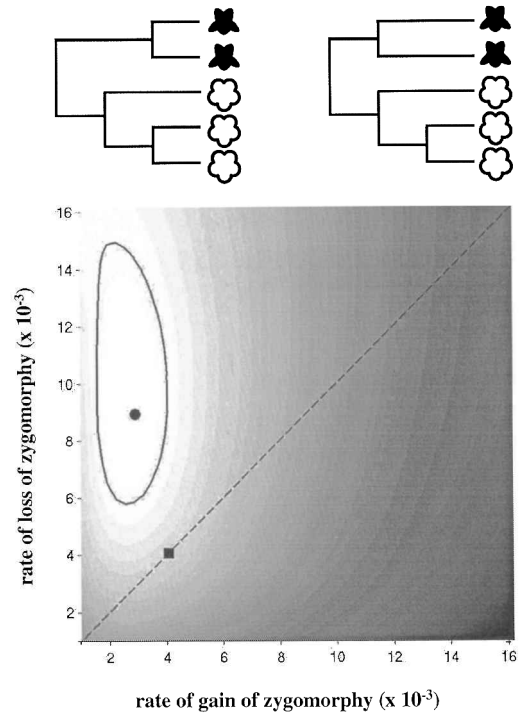 16
14
12
10
8
6
4
2
rate of loss of zygomorphy (x 10⁻³)
2 4 6 8 10 12 14 16
rate of gain of zygomorphy (x 10⁻³)